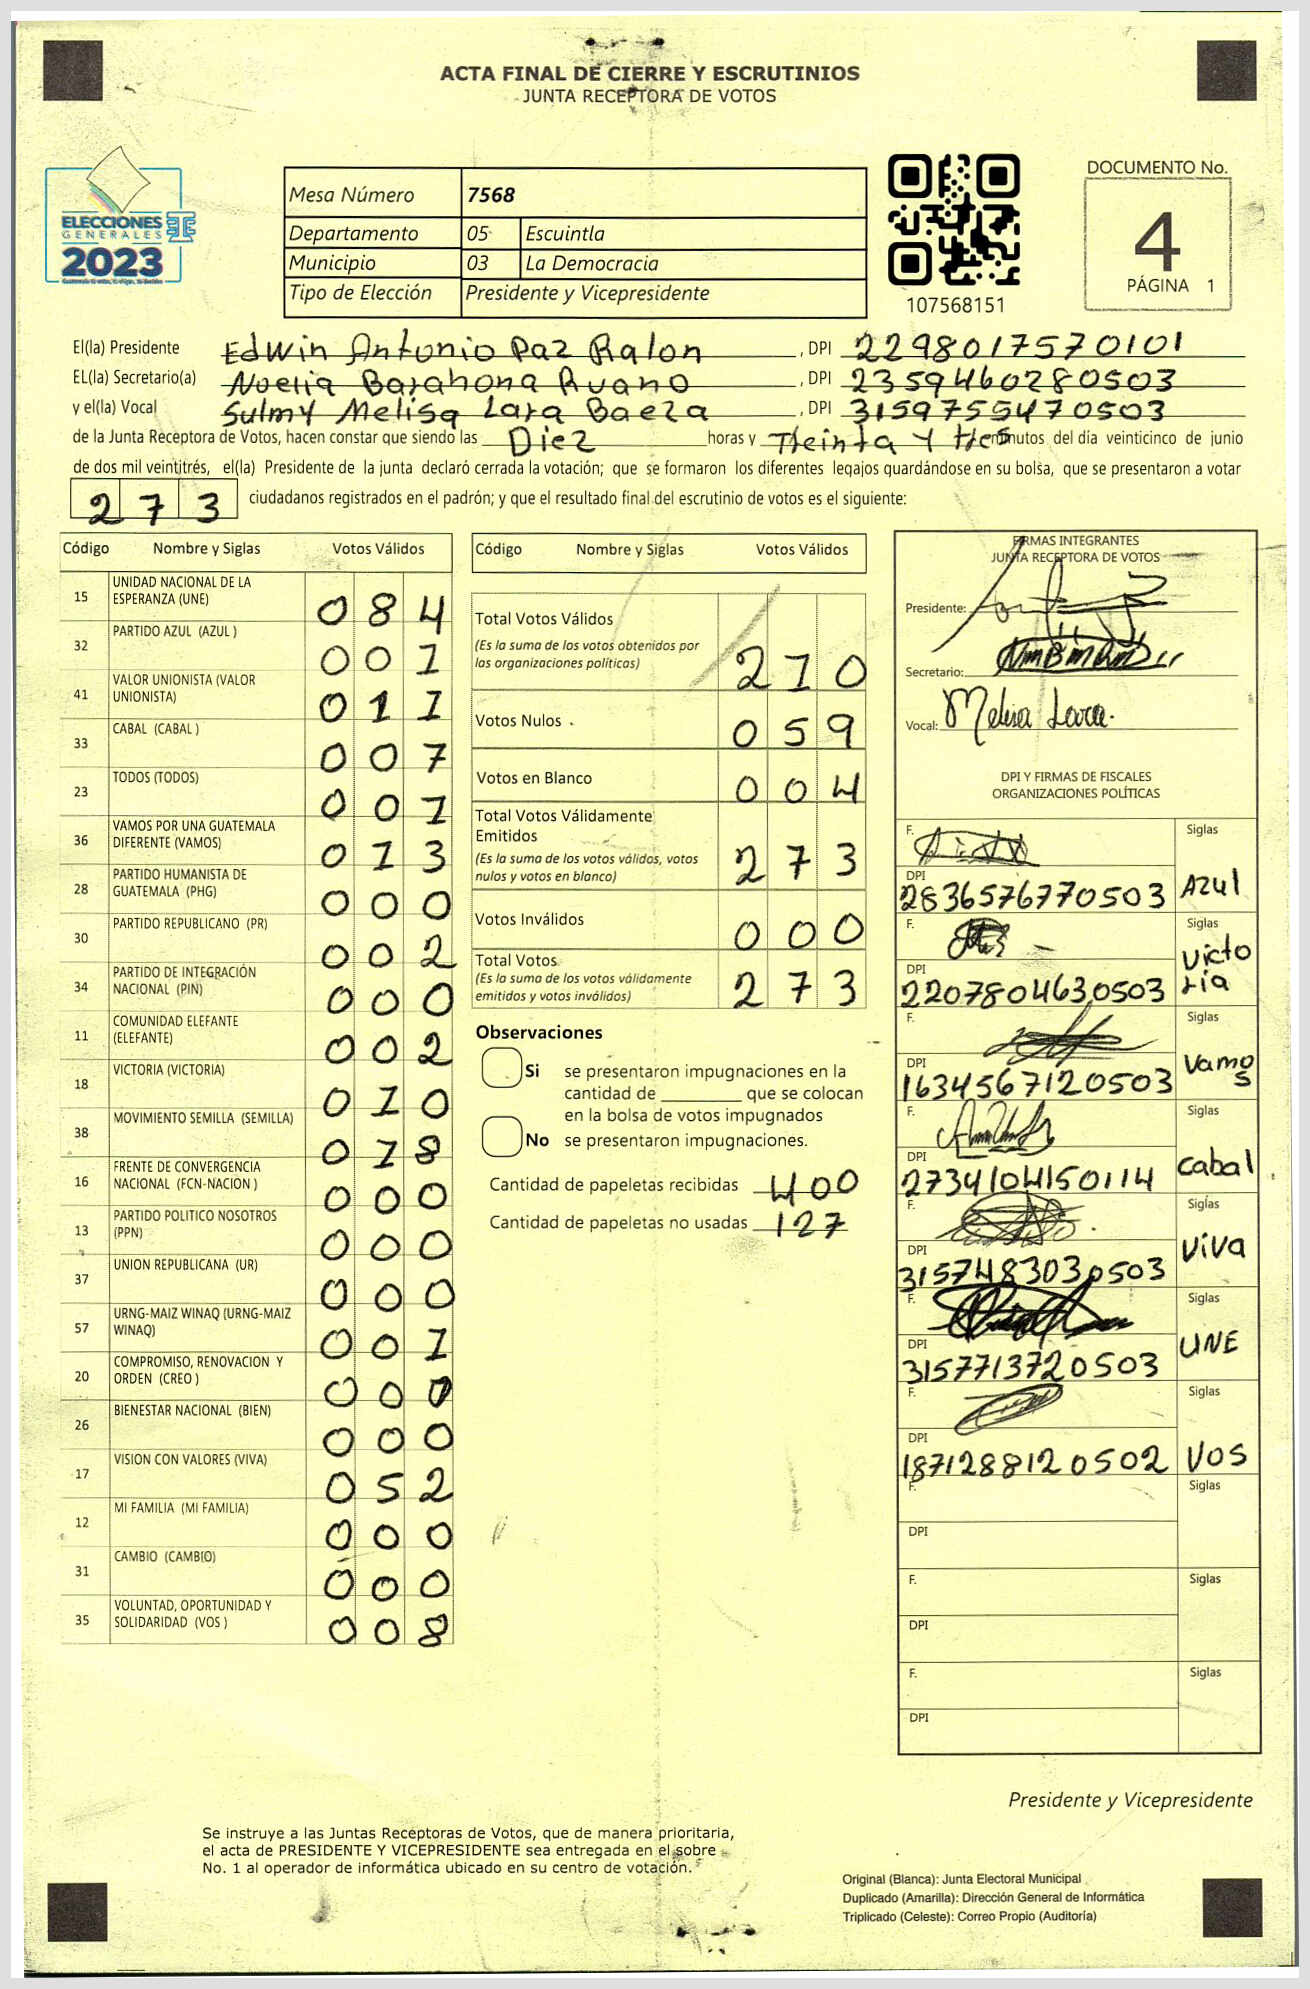 ACTA FINAL DE CIERRE Y ESCRUTINIOS
JUNTA RECEPTORA DE VOTOS
ELECCIONES
GENERALES
2023
Mesa Número 7568
Departamento 05 Escuintla
Municipio 03 La Democracia
Tipo de Elección Presidente y Vicepresidente
107568151
DOCUMENTO No.
4
PÁGINA 1
El(la) Presidente Edwin Antonio Paz Ralon , DPI 2298017570101
EL(la) Secretario(a) Noelia Barahona Ruano , DPI 2359460280503
y el(la) Vocal Sulmy Melisa Lara Baeza , DPI 3159755470503
de la Junta Receptora de Votos, hacen constar que siendo las Diez horas y Treinta y tres minutos del día veinticinco de junio
de dos mil veintitrés, el(la) Presidente de la junta declaró cerrada la votación; que se formaron los diferentes legajos guardándose en su bolsa, que se presentaron a votar
273 ciudadanos registrados en el padrón; y que el resultado final del escrutinio de votos es el siguiente:
Código Nombre y Siglas Votos Válidos
15 UNIDAD NACIONAL DE LA ESPERANZA (UNE) 084
32 PARTIDO AZUL (AZUL ) 001
41 VALOR UNIONISTA (VALOR UNIONISTA) 011
33 CABAL (CABAL ) 007
23 TODOS (TODOS) 001
36 VAMOS POR UNA GUATEMALA DIFERENTE (VAMOS) 013
28 PARTIDO HUMANISTA DE GUATEMALA (PHG) 000
30 PARTIDO REPUBLICANO (PR) 002
34 PARTIDO DE INTEGRACIÓN NACIONAL (PIN) 000
11 COMUNIDAD ELEFANTE (ELEFANTE) 002
18 VICTORIA (VICTORIA) 010
38 MOVIMIENTO SEMILLA (SEMILLA) 018
16 FRENTE DE CONVERGENCIA NACIONAL (FCN-NACION ) 000
13 PARTIDO POLITICO NOSOTROS (PPN) 000
37 UNION REPUBLICANA (UR) 000
57 URNG-MAIZ WINAQ (URNG-MAIZ WINAQ) 001
20 COMPROMISO, RENOVACION Y ORDEN (CREO )
26 BIENESTAR NACIONAL (BIEN) 000
17 VISION CON VALORES (VIVA) 052
12 MI FAMILIA (MI FAMILIA) 000
31 CAMBIO (CAMBIO) 000
35 VOLUNTAD, OPORTUNIDAD Y SOLIDARIDAD (VOS ) 008
Código Nombre y Siglas Votos Válidos
Total Votos Válidos
(Es la suma de los votos obtenidos por las organizaciones políticas) 210
Votos Nulos 059
Votos en Blanco 004
Total Votos Válidamente Emitidos
(Es la suma de los votos válidos, votos nulos y votos en blanco) 273
Votos Inválidos 000
Total Votos
(Es la suma de los votos válidamente emitidos y votos inválidos) 273
Observaciones
Si se presentaron impugnaciones en la
cantidad de ________ que se colocan
en la bolsa de votos impugnados
No se presentaron impugnaciones.
Cantidad de papeletas recibidas 400
Cantidad de papeletas no usadas 127
FIRMAS INTEGRANTES
JUNTA RECEPTORA DE VOTOS
Presidente:
Secretario:
Vocal: Melisa Lara.
DPI Y FIRMAS DE FISCALES
ORGANIZACIONES POLÍTICAS
F. Siglas
DPI 2836576770503 Azul
F. Siglas
DPI 2207804630503 Victoria
F. Siglas
DPI 1634567120503 Vamos
F. Siglas
DPI 2734104150114 cabal
F. Siglas
DPI 3157483030503 viva
F. Siglas
DPI 3157713720503 UNE
F. Siglas
DPI 1871288120502 VOS
F. Siglas
DPI
F. Siglas
DPI
F. Siglas
DPI
Presidente y Vicepresidente
Se instruye a las Juntas Receptoras de Votos, que de manera prioritaria,
el acta de PRESIDENTE Y VICEPRESIDENTE sea entregada en el sobre
No. 1 al operador de informática ubicado en su centro de votación.
Original (Blanca): Junta Electoral Municipal
Duplicado (Amarilla): Dirección General de Informática
Triplicado (Celeste): Correo Propio (Auditoría)